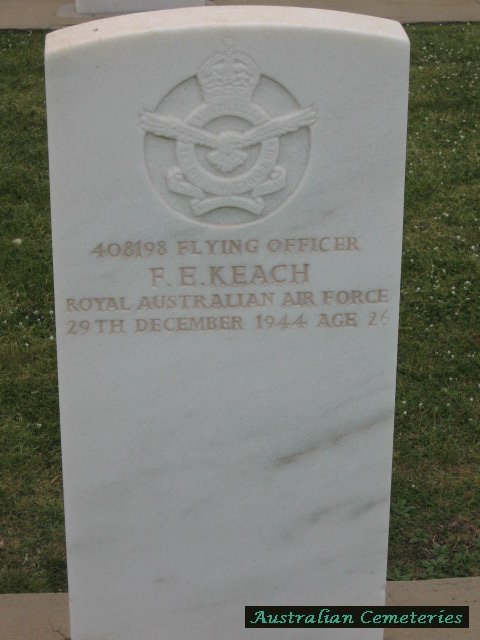 408198 FLYING OFFICER
F. E. KEACH
ROYAL AUSTRALIAN AIR FORCE
29TH DECEMBER 1944 AGE 26
Australian Cemeteries